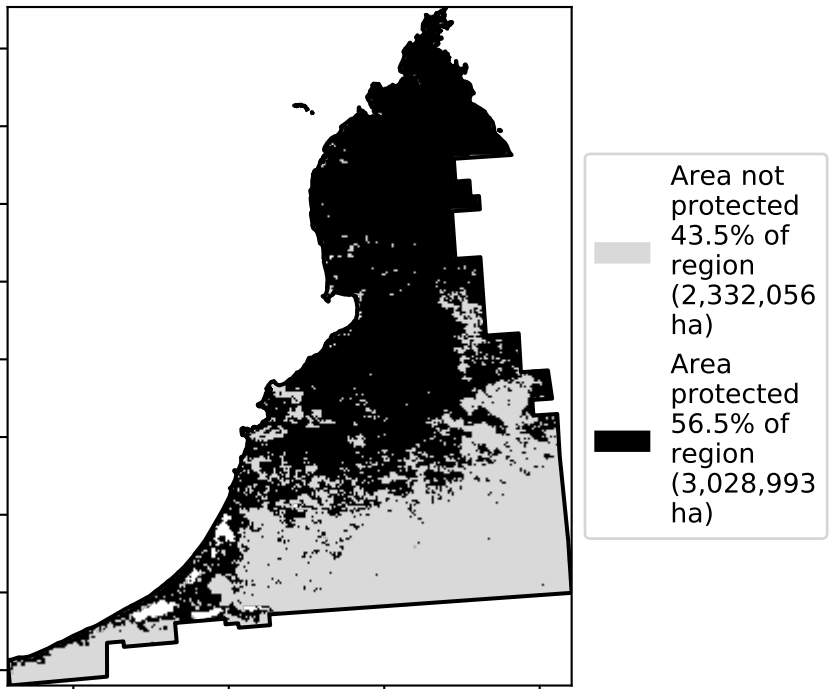 Area not
protected
43.5% of
region
(2,332,056
ha)
Area
protected
56.5% of
region
(3,028,993
ha)